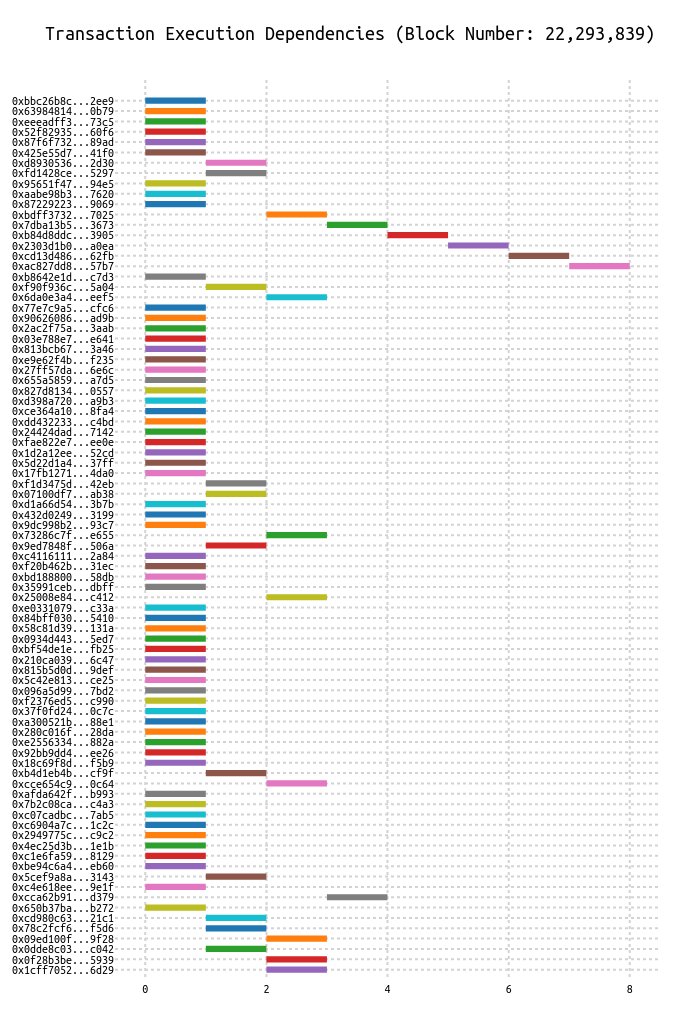 Transaction Execution Dependencies (Block Number: 22,293,839)
0xbbc26b8c...2ee9
0x63984814...0b79
0xeeeadff3...73c5
0x52f82935...60f6
0x87f6f732...89ad
0x425e55d7...41f0
0xd8930536...2d30
0xfd1428ce...5297
0x95651f47...94e5
0xaabe98b3...7620
0x87229223...9069
0xbdff3732...7025
0x7dba13b5...3673
0xb84d8ddc...3905
0x2303d1b0...a0ea
0xcd13d486...62fb
0xac827dd8...57b7
0xb8642e1d...c7d3
0xf90f936c...5a04
0x6da0e3a4...eef5
0x77e7c9a5...cfc6
0x90626086...ad9b
0x2ac2f75a...3aab
0x03e788e7...e641
0x813bcb67...3a46
0xe9e62f4b...f235
0x27ff57da...6e6c
0x655a5859...a7d5
0x827d8134...0557
0xd398a720...a9b3
0xce364a10...8fa4
0xdd432233...c4bd
0x24424dad...7142
0xfae822e7...ee0e
0x1d2a12ee...52cd
0x5d22d1a4...37ff
0x17fb1271...4da0
0xf1d3475d...42eb
0x07100df7...ab38
0xd1a66d54...3b7b
0x432d0249...3199
0x9dc998b2...93c7
0x73286c7f...e655
0x9ed7848f...506a
0xc4116111...2a84
0xf20b462b...31ec
0xbd188800...58db
0x35991ceb...dbff
0x25008e84...c412
0xe0331079...c33a
0x84bff030...5410
0x58c81d39...131a
0x0934d443...5ed7
0xbf54de1e...fb25
0x210ca039...6c47
0x815b5d0d...9def
0x5c42e813...ce25
0x096a5d99...7bd2
0xf2376ed5...c990
0x37f0fd24...0c7c
0xa300521b...88e1
0x280c016f...28da
0xe2556334...882a
0x92bb9dd4...ee26
0x18c69f8d...f5b9
0xb4d1eb4b...cf9f
0xcce654c9...0c64
0xafda642f...b993
0x7b2c08ca...c4a3
0xc07cadbc...7ab5
0xc6904a7c...1c2c
0x2949775c...c9c2
0x4ec25d3b...1e1b
0xc1e6fa59...8129
0xbe94c6a4...eb60
0x5cef9a8a...3143
0xc4e618ee...9e1f
0xcca62b91...d379
0x650b37ba...b272
0xcd980c63...21c1
0x78c2fcf6...f5d6
0x09ed100f...9f28
0x0dde8c03...c042
0x0f28b3be...5939
0x1cff7052...6d29
0 2 4 6 8